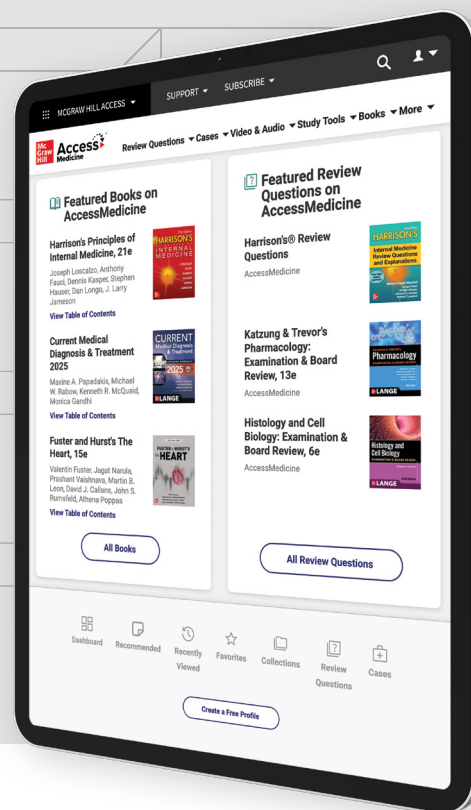 MCGRAW HILL ACCESS
SUPPORT
SUBSCRIBE
Mc
Graw
Hill
Access
Medicine
Review Questions
Cases
Video & Audio
Study Tools
Books
More
Featured Books on
AccessMedicine
Harrison's Principles of
Internal Medicine, 21e
Joseph Loscalzo, Anthony
Fauci, Dennis Kasper, Stephen
Hauser, Dan Longo, J. Larry
Jameson
View Table of Contents
HARRISON'S
INTERNAL
MEDICINE
Current Medical
Diagnosis & Treatment
2025
Maxine A. Papadakis, Michael
W. Rabow, Kenneth R. McQuaid,
Monica Gandhi
View Table of Contents
CURRENT
Medical Diagnosis
& Treatment
2025
LANGE
Fuster and Hurst's The
Heart, 15e
Valentin Fuster, Jagat Narula,
Prashant Vaishnava, Martin B.
Leon, David J. Callans, John S.
Rumsfeld, Athena Poppas
View Table of Contents
FUSTER & HURST'S
HEART
All Books
Featured Review
Questions on
AccessMedicine
Harrison's® Review
Questions
AccessMedicine
HARRISON'S
Internal Medicine
Review Questions
and Explanations
Katzung & Trevor's
Pharmacology:
Examination & Board
Review, 13e
AccessMedicine
Pharmacology
LANGE
Histology and Cell
Biology: Examination &
Board Review, 6e
AccessMedicine
Histology and
Cell Biology
LANGE
All Review Questions
Dashboard
Recommended
Recently
Viewed
Favorites
Collections
Review
Questions
Cases
Create a Free Profile